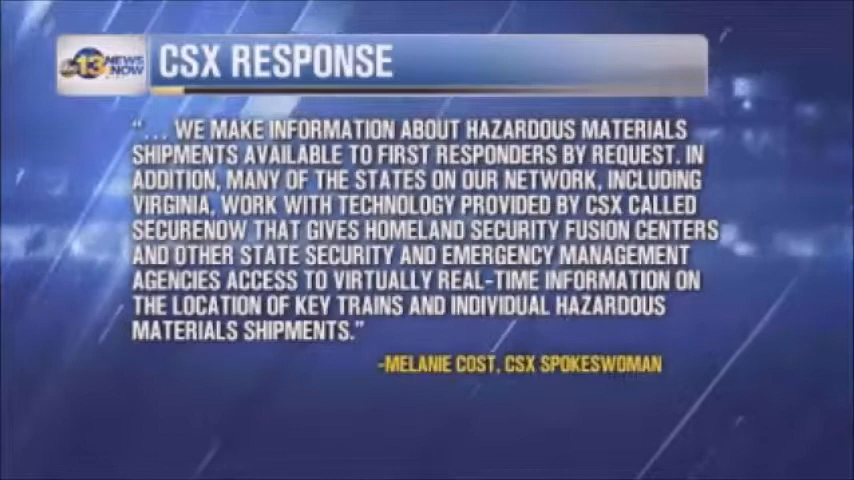 abc 13 NEWS NOW
CSX RESPONSE
"... WE MAKE INFORMATION ABOUT HAZARDOUS MATERIALS
SHIPMENTS AVAILABLE TO FIRST RESPONDERS BY REQUEST. IN
ADDITION, MANY OF THE STATES ON OUR NETWORK, INCLUDING
VIRGINIA, WORK WITH TECHNOLOGY PROVIDED BY CSX CALLED
SECURENOW THAT GIVES HOMELAND SECURITY FUSION CENTERS
AND OTHER STATE SECURITY AND EMERGENCY MANAGEMENT
AGENCIES ACCESS TO VIRTUALLY REAL-TIME INFORMATION ON
THE LOCATION OF KEY TRAINS AND INDIVIDUAL HAZARDOUS
MATERIALS SHIPMENTS."
-MELANIE COST, CSX SPOKESWOMAN